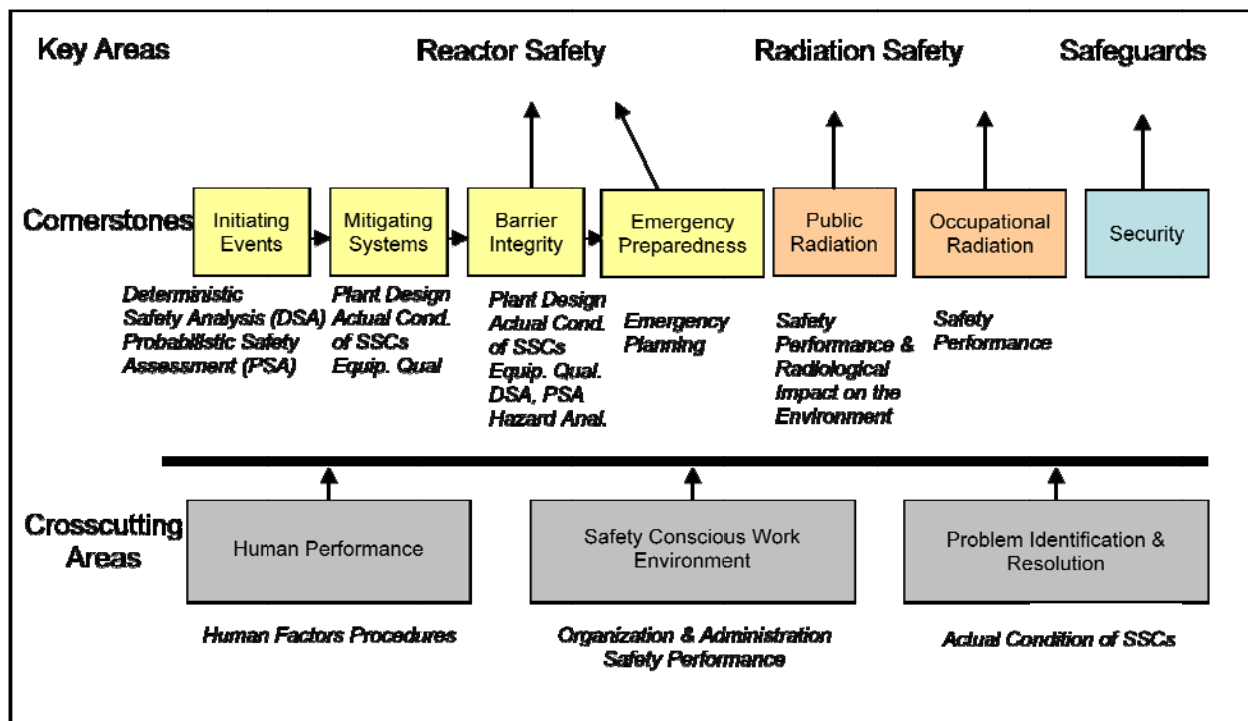 Key Areas
Reactor Safety
Radiation Safety
Safeguards
Cornerstones
Initiating
Events
Mitigating
Systems
Barrier
Integrity
Emergency
Preparedness
Public
Radiation
Occupational
Radiation
Security
Deterministic
Safety Analysis (DSA)
Probabilistic Safety
Assessment (PSA)
Plant Design
Actual Cond.
of SSCs
Equip. Qual
Plant Design
Actual Cond.
of SSCs
Equip. Qual.
DSA, PSA
Hazard Anal.
Emergency
Planning
Safety
Performance &
Radiological
Impact on the
Environment
Safety
Performance
Crosscutting
Areas
Human Performance
Safety Conscious Work
Environment
Problem Identification &
Resolution
Human Factors Procedures
Organization & Administration
Safety Performance
Actual Condition of SSCs